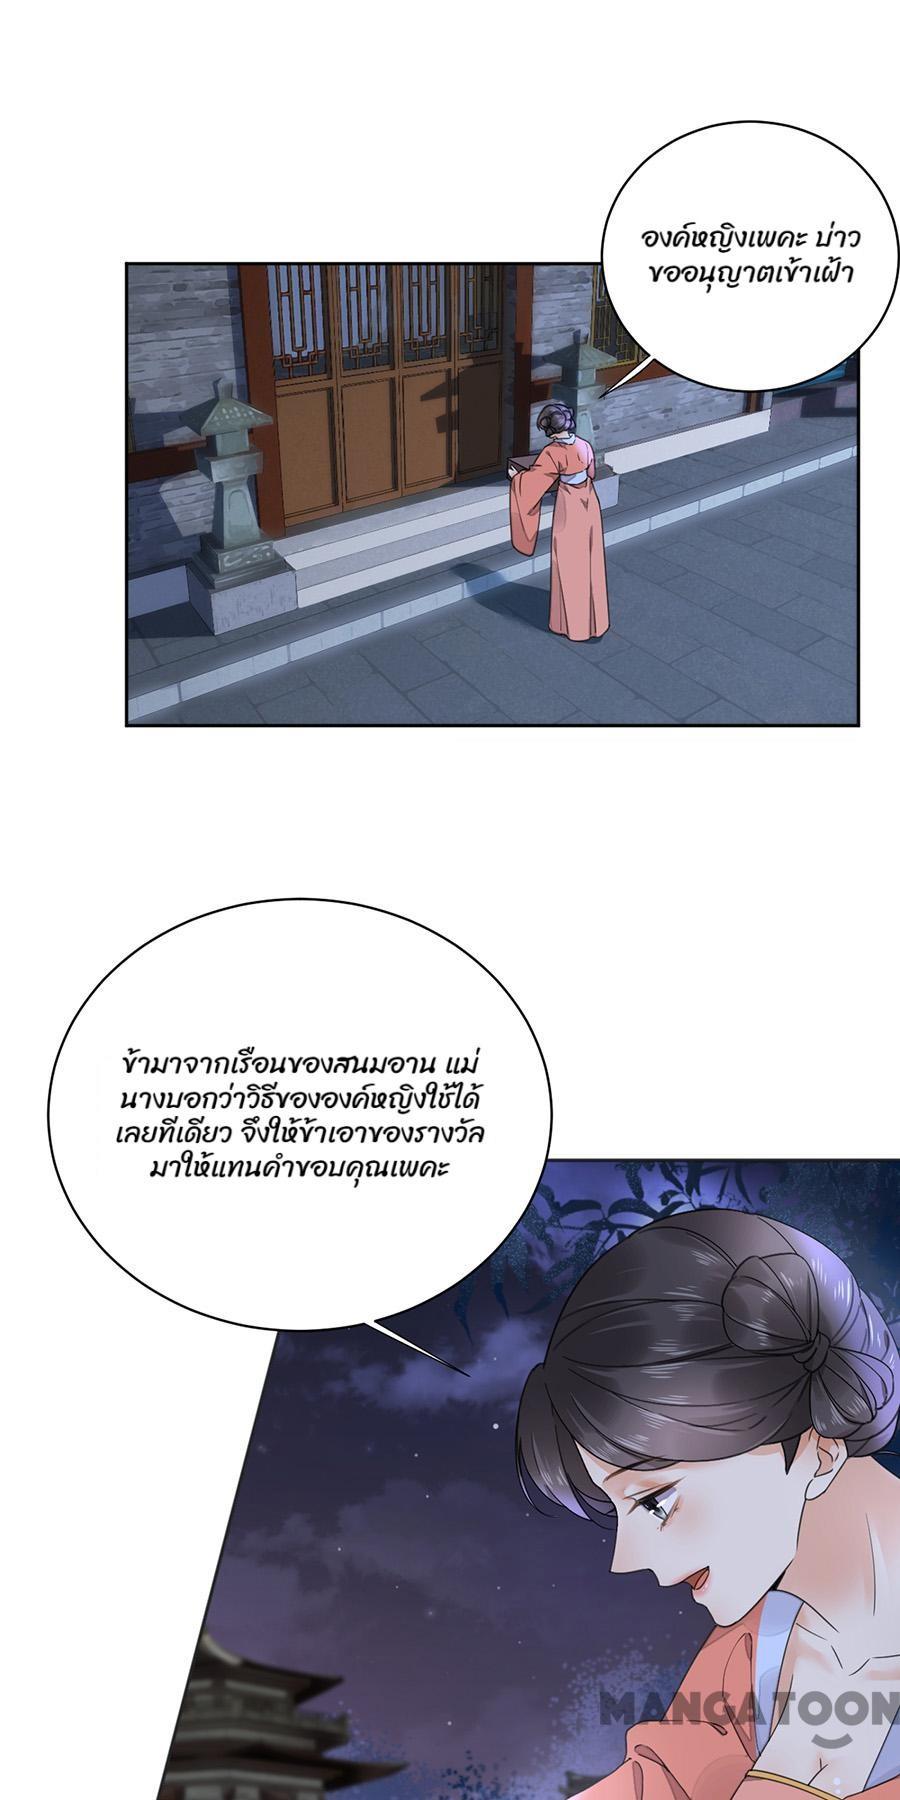 องค์หญิงเพคะ บ่าว
ขออนุญาตเข้าเฝ้า
ข้ามาจากเรือนของสนมอาน แม่
นางบอกว่าวิธีขององค์หญิงใช้ได้
เลยทีเดียว จึงให้ข้าเอาของรางวัล
มาให้แทนคำขอบคุณเพคะ
MANGATOON